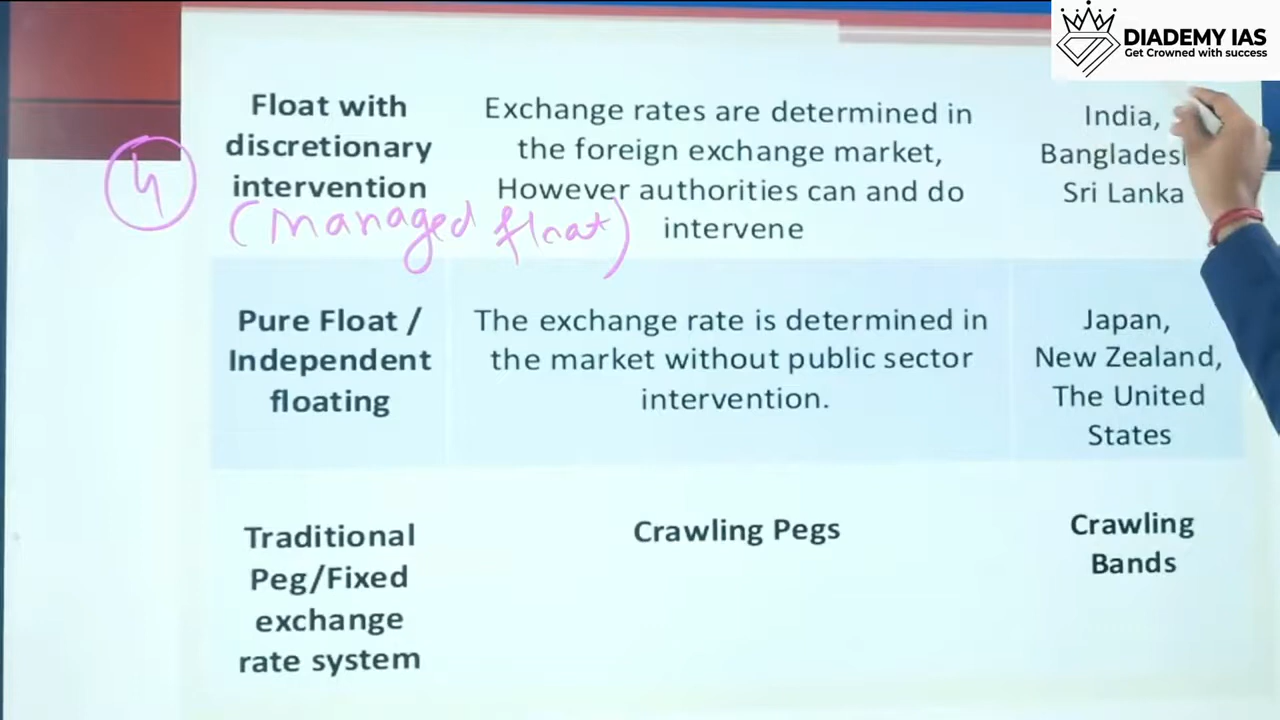 DIADEMY IAS
Get Crowned with success
Float with
discretionary
intervention
4
(Managed float)
Exchange rates are determined in
the foreign exchange market,
However authorities can and do
intervene
India,
Bangladesh
Sri Lanka
Pure Float /
Independent
floating
The exchange rate is determined in
the market without public sector
intervention.
Japan,
New Zealand,
The United
States
Traditional
Peg/Fixed
exchange
rate system
Crawling Pegs
Crawling
Bands